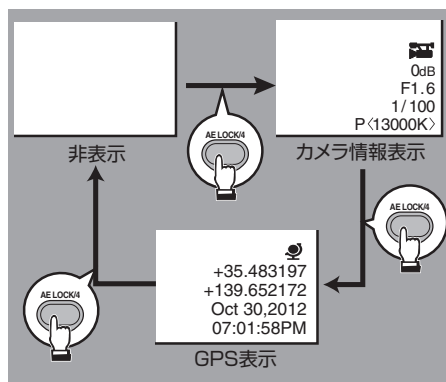 0dB
F1.6
1/100
P〈13000K〉
AE LOCK/4
非表示
カメラ情報表示
AE LOCK/4
+35.483197
+139.652172
Oct 30,2012
07:01:58PM
AE LOCK/4
GPS表示